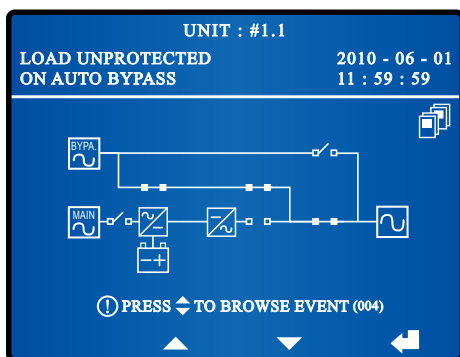 UNIT : #1.1
LOAD UNPROTECTED
2010 - 06 - 01
ON AUTO BYPASS
11 : 59 : 59
BYPA.
MAIN
PRESS TO BROWSE EVENT (004)